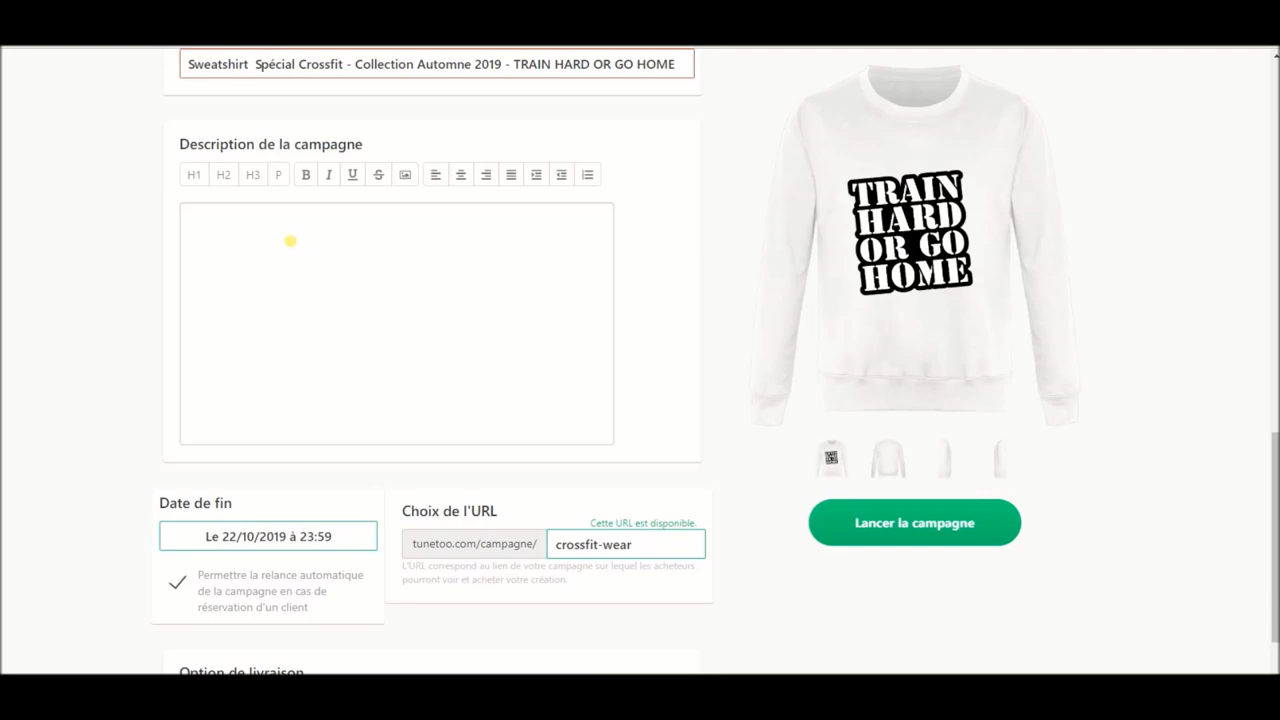 Sweatshirt  Spécial Crossfit - Collection Automne 2019 - TRAIN HARD OR GO HOME
Description de la campagne
H1 H2 H3 P B I U S
TRAIN
HARD
OR GO
HOME
Date de fin
Le 22/10/2019 à 23:59
Permettre la relance automatique
de la campagne en cas de
réservation d'un client
Choix de l'URL
Cette URL est disponible.
tunetoo.com/campagne/ crossfit-wear
L'URL correspond au lien de votre campagne sur lequel les acheteurs
pourront voir et acheter votre création.
Lancer la campagne
Option de livraison